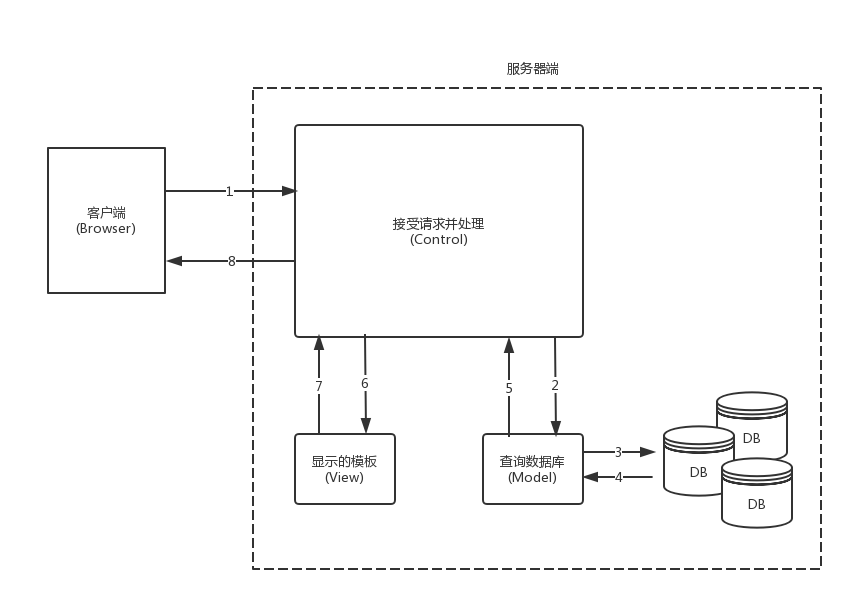 服务器端
客户端
(Browser)
1
8
接受请求并处理
(Control)
7
6
5
2
显示的模板
(View)
查询数据库
(Model)
3
4
DB
DB
DB